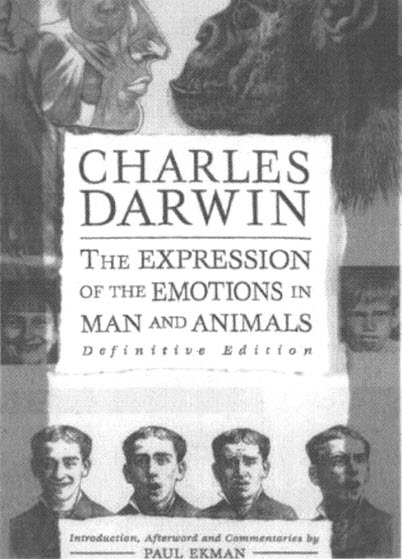 CHARLES
DARWIN
THE EXPRESSION
OF THE EMOTIONS IN
MAN AND ANIMALS
Definitive Edition
Introduction, Afterword and Commentaries by
PAUL EKMAN